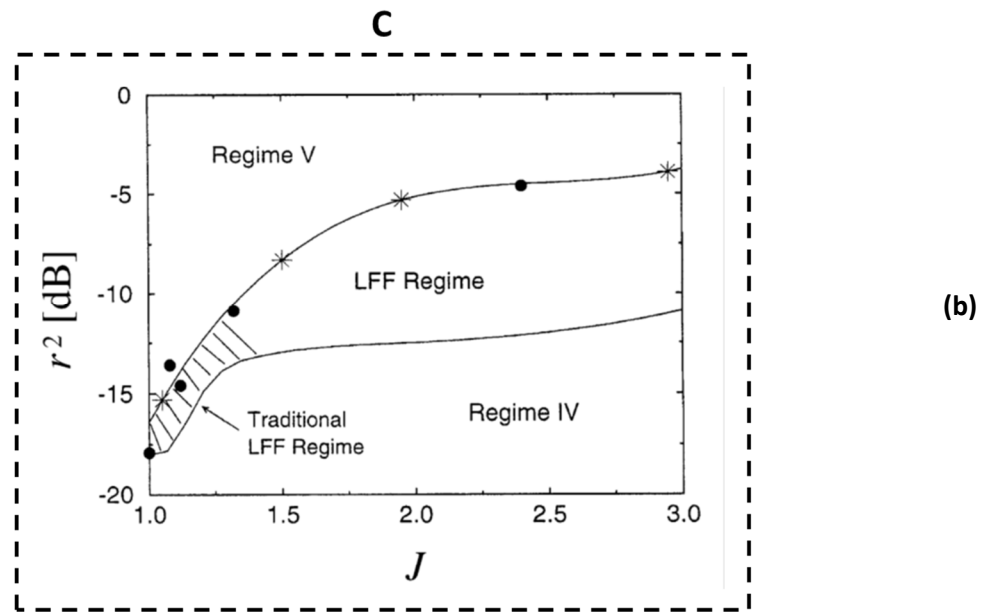 C
0
Regime V
-5
LFF Regime
r² [dB]
-10
(b)
-15
Traditional
LFF Regime
Regime IV
-20
1.0 1.5 2.0 2.5 3.0
J